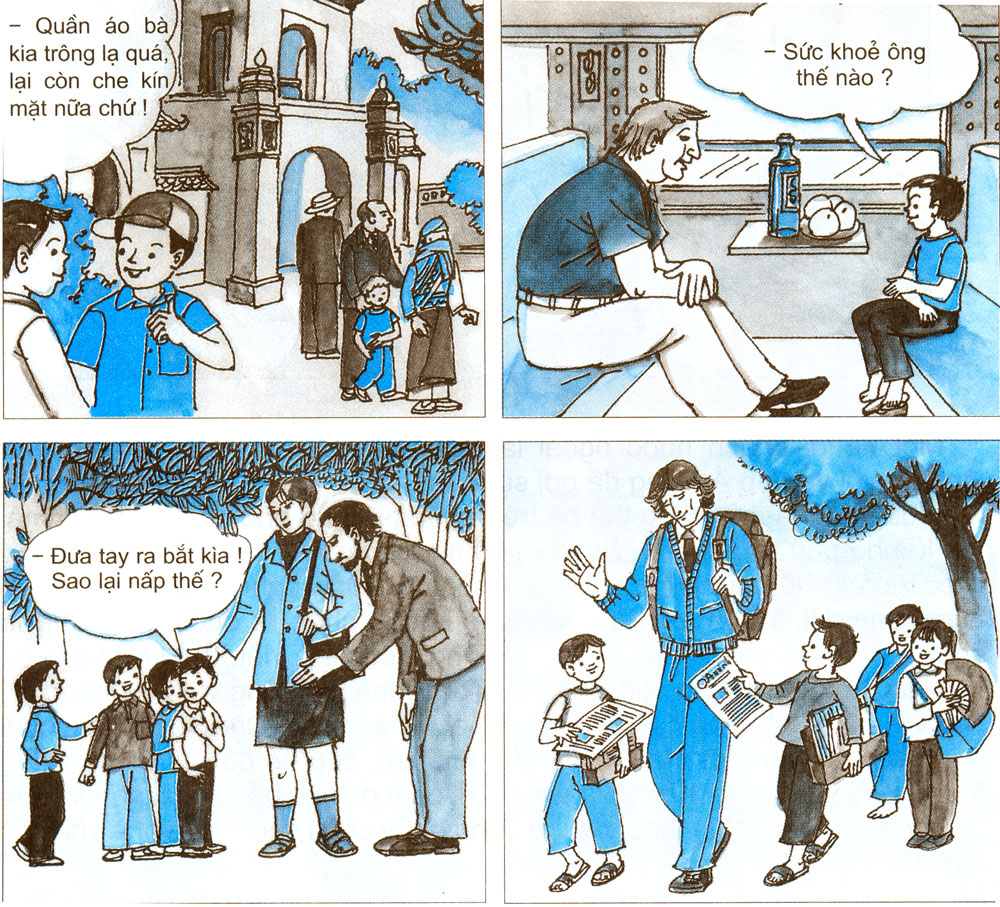 – Quần áo bà
kia trông lạ quá,
lại còn che kín
mặt nữa chứ !
– Sức khoẻ ông
thế nào ?
– Đưa tay ra bắt kìa !
Sao lại nấp thế ?